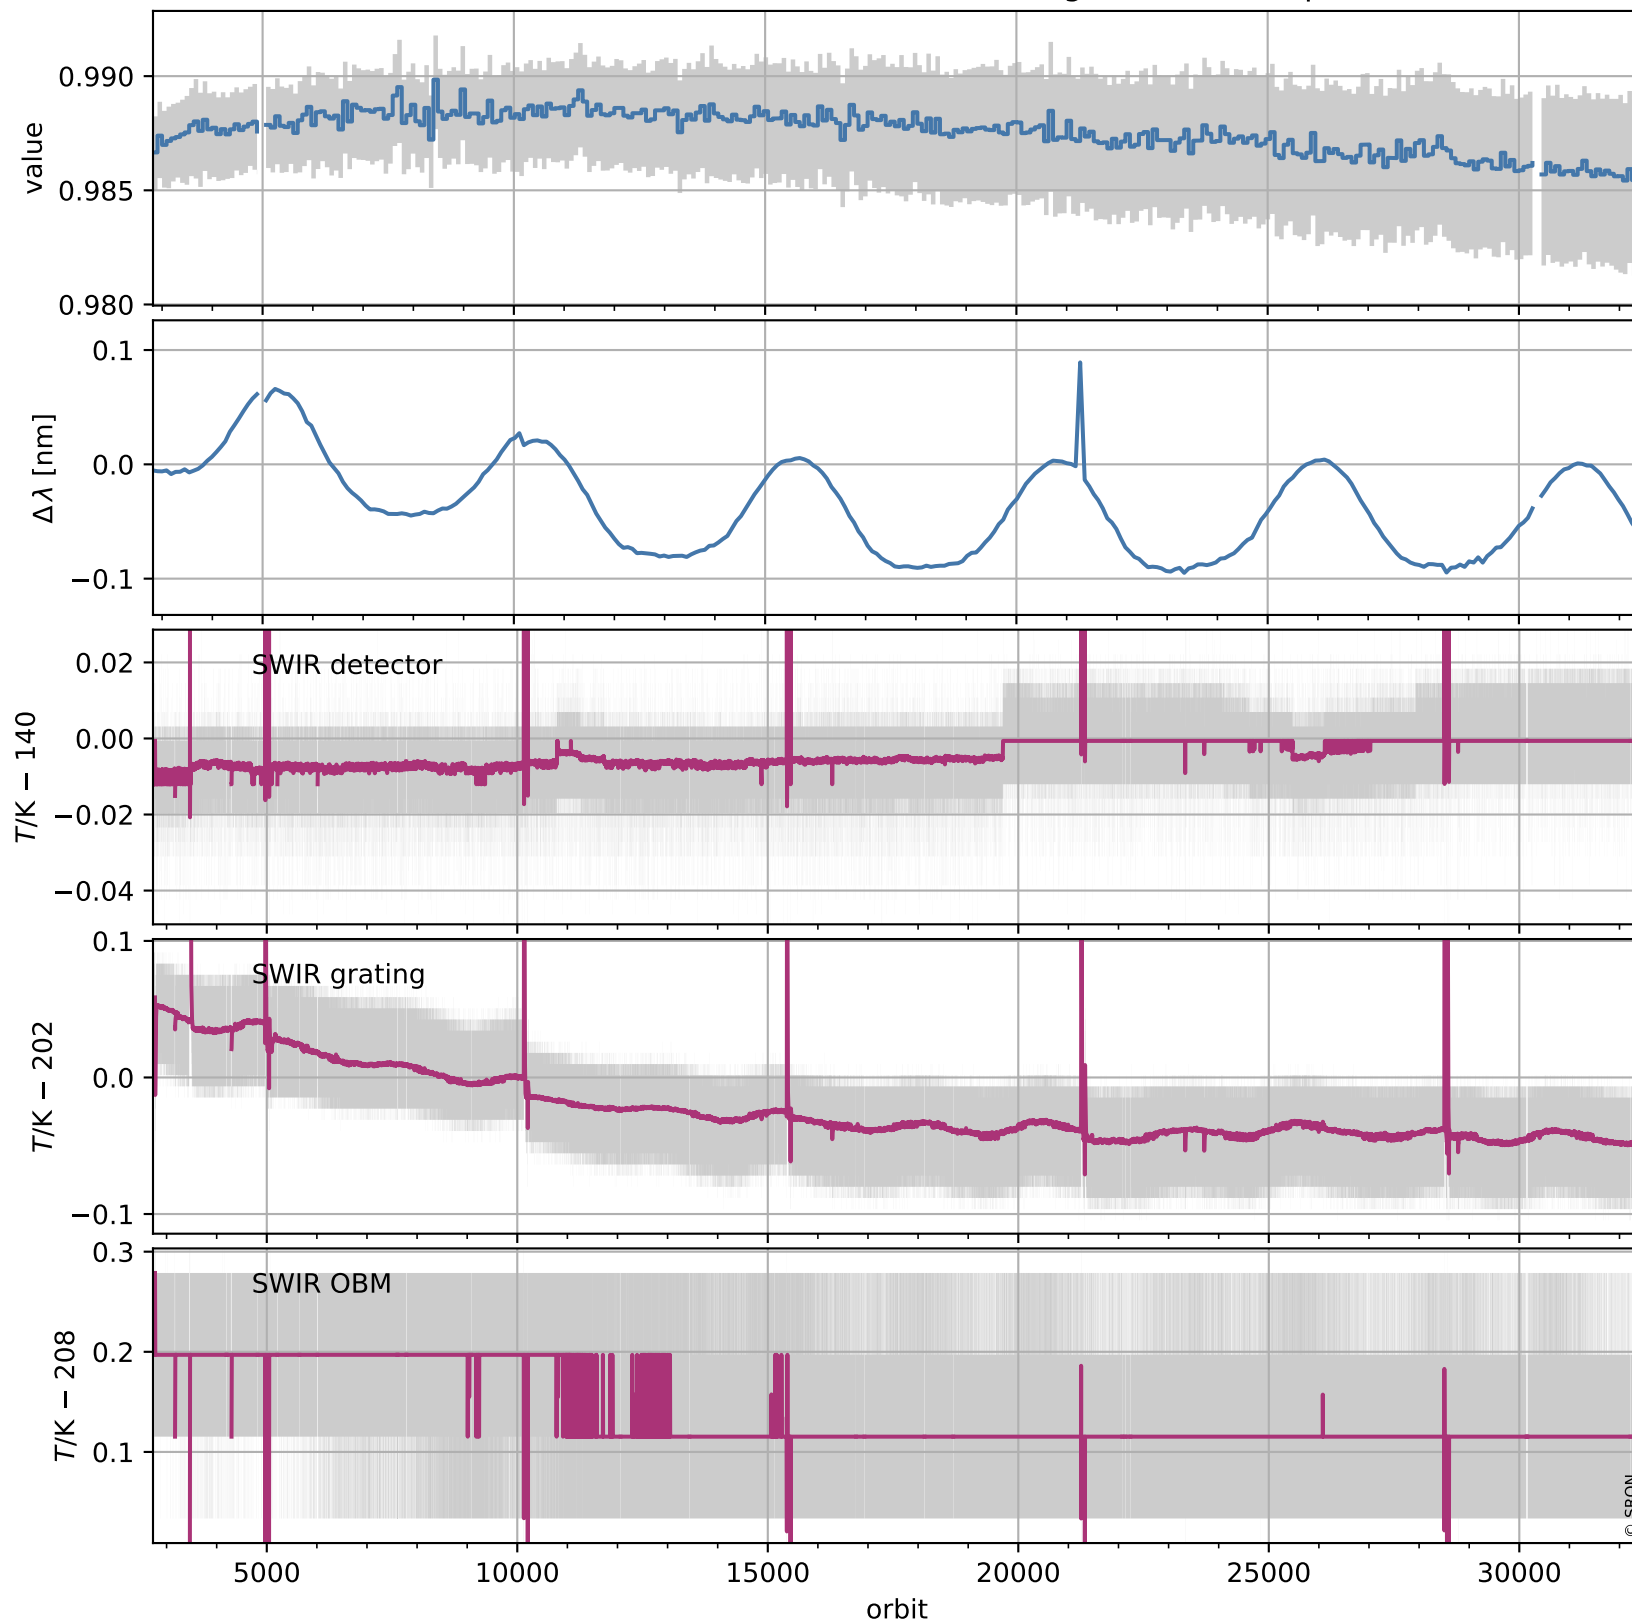 0.990
0.985
0.980
value
0.1
0.0
−0.1
Δλ [nm]
SWIR detector
0.02
0.00
−0.02
−0.04
T/K − 140
SWIR grating
0.1
0.0
−0.1
T/K − 202
SWIR OBM
0.3
0.2
0.1
T/K − 208
© SRON
5000 10000 15000 20000 25000 30000
orbit